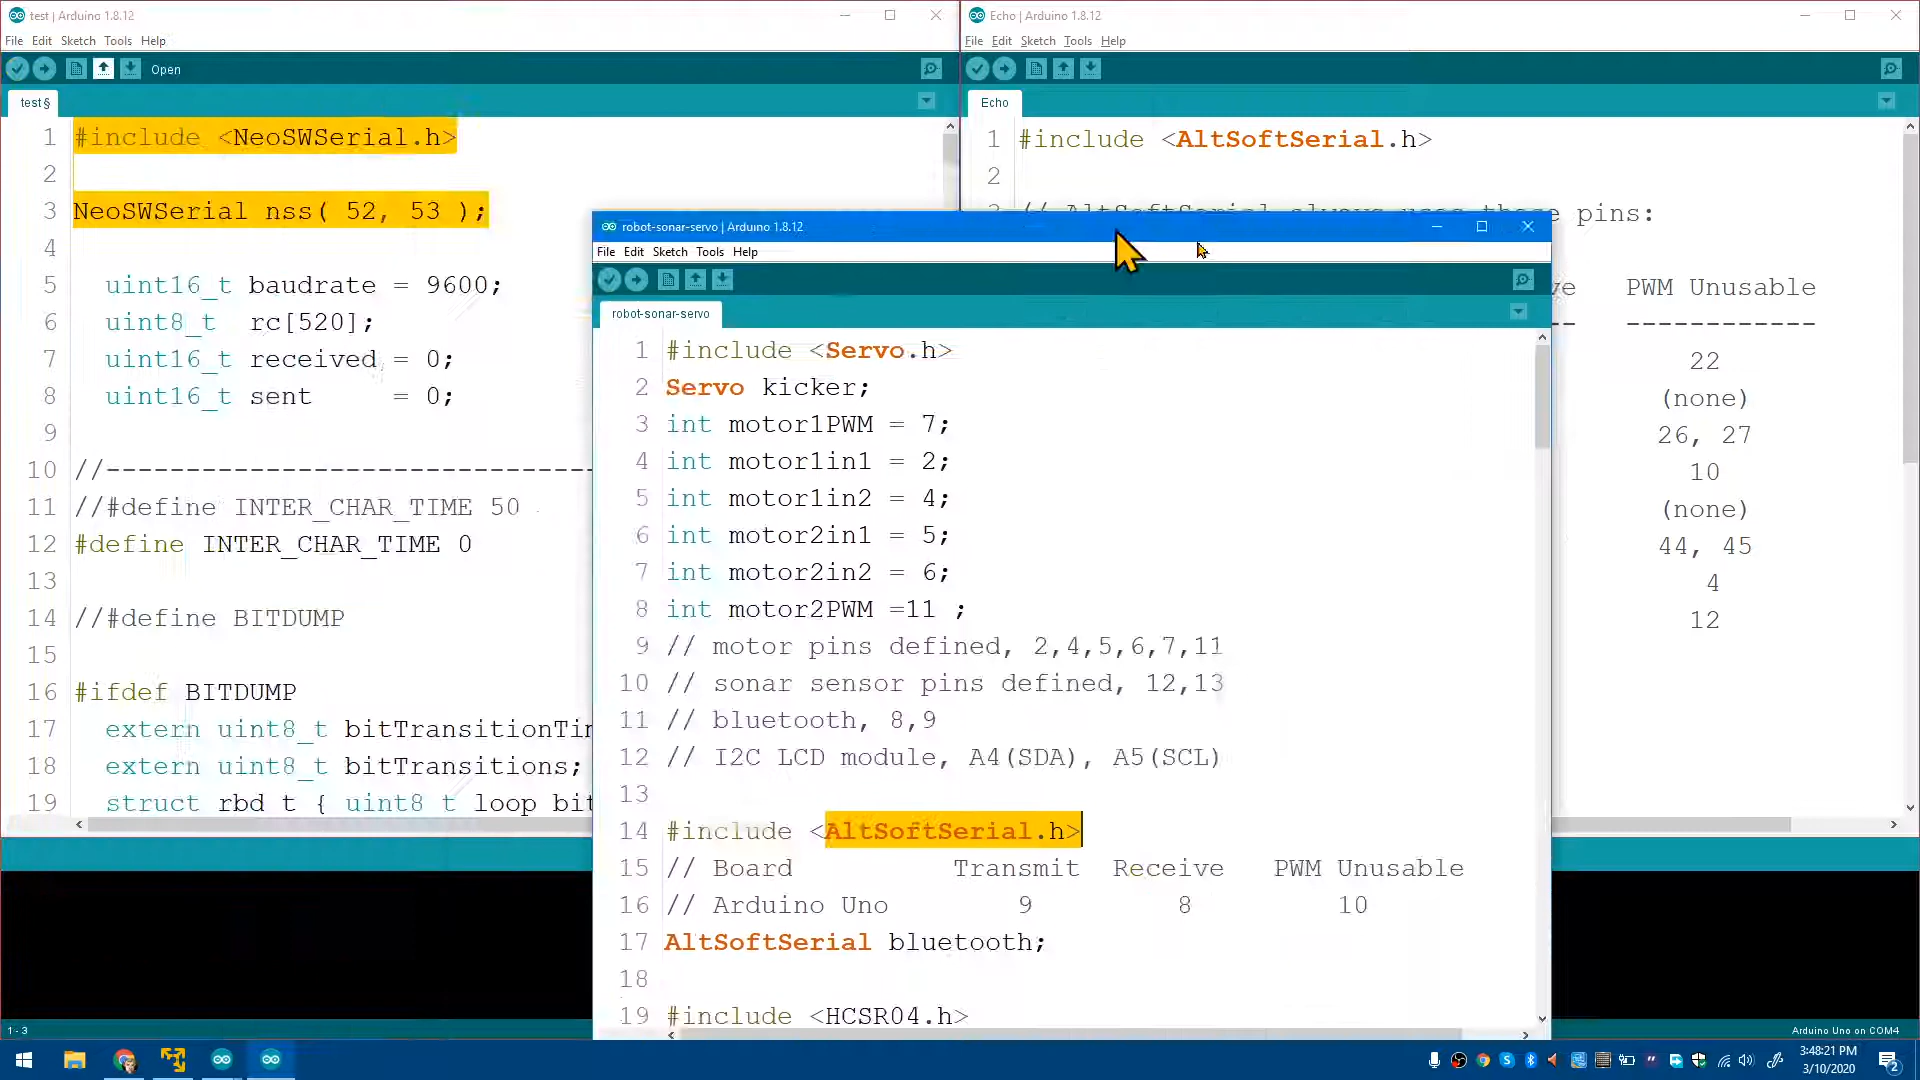 test | Arduino 1.8.12
File Edit Sketch Tools Help
Open
test §
1 #include <NeoSWSerial.h>
2
3 NeoSWSerial nss( 52, 53 );
4
5 uint16_t baudrate = 9600;
6 uint8_t rc[520];
7 uint16_t received = 0;
8 uint16_t sent = 0;
9
10 //------------------------------
11 //#define INTER_CHAR_TIME 50
12 #define INTER_CHAR_TIME 0
13
14 //#define BITDUMP
15
16 #ifdef BITDUMP
17 extern uint8_t bitTransitionTin
18 extern uint8_t bitTransitions;
19 struct rbd_t { uint8_t loop bit
1 - 3
Echo | Arduino 1.8.12
File Edit Sketch Tools Help
Echo
1 #include <AltSoftSerial.h>
2
// AltSoftSerial always uses these pins:
PWM Unusable
------------
22
(none)
26, 27
10
(none)
44, 45
4
12
robot-sonar-servo | Arduino 1.8.12
File Edit Sketch Tools Help
robot-sonar-servo
1 #include <Servo.h>
2 Servo kicker;
3 int motor1PWM = 7;
4 int motor1in1 = 2;
5 int motor1in2 = 4;
6 int motor2in1 = 5;
7 int motor2in2 = 6;
8 int motor2PWM =11 ;
9 // motor pins defined, 2,4,5,6,7,11
10 // sonar sensor pins defined, 12,13
11 // bluetooth, 8,9
12 // I2C LCD module, A4(SDA), A5(SCL)
13
14 #include <AltSoftSerial.h>
15 // Board Transmit Receive PWM Unusable
16 // Arduino Uno 9 8 10
17 AltSoftSerial bluetooth;
18
19 #include <HCSR04.h>
Arduino Uno on COM4
3:48:21 PM
3/10/2020
2